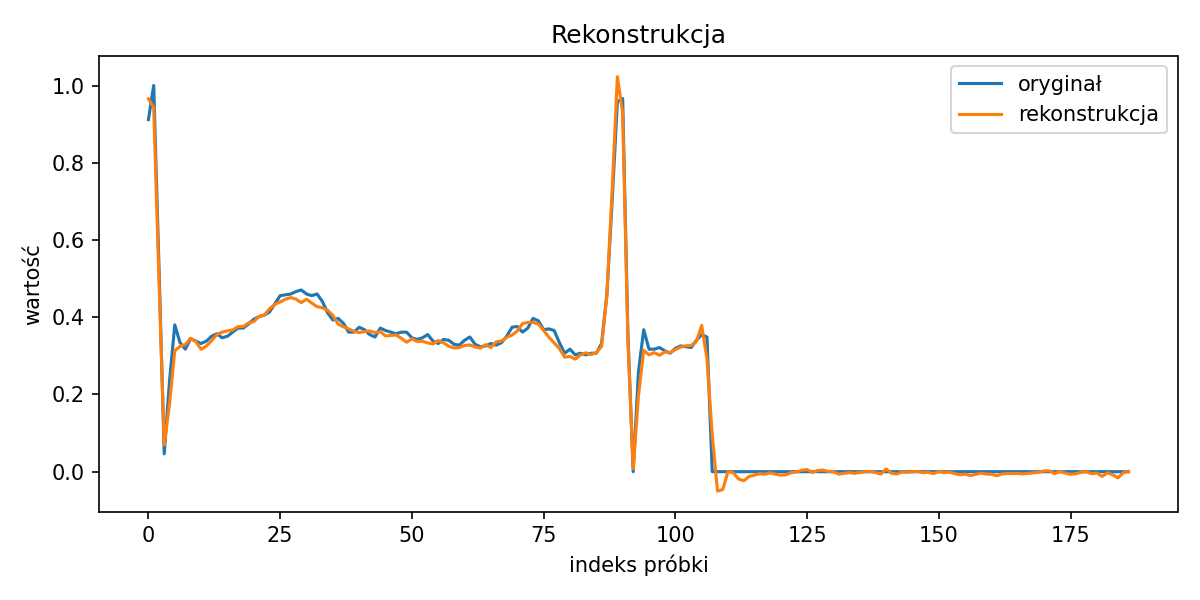 Rekonstrukcja
oryginał
rekonstrukcja
wartość
1.0
0.8
0.6
0.4
0.2
0.0
0 25 50 75 100 125 150 175
indeks próbki